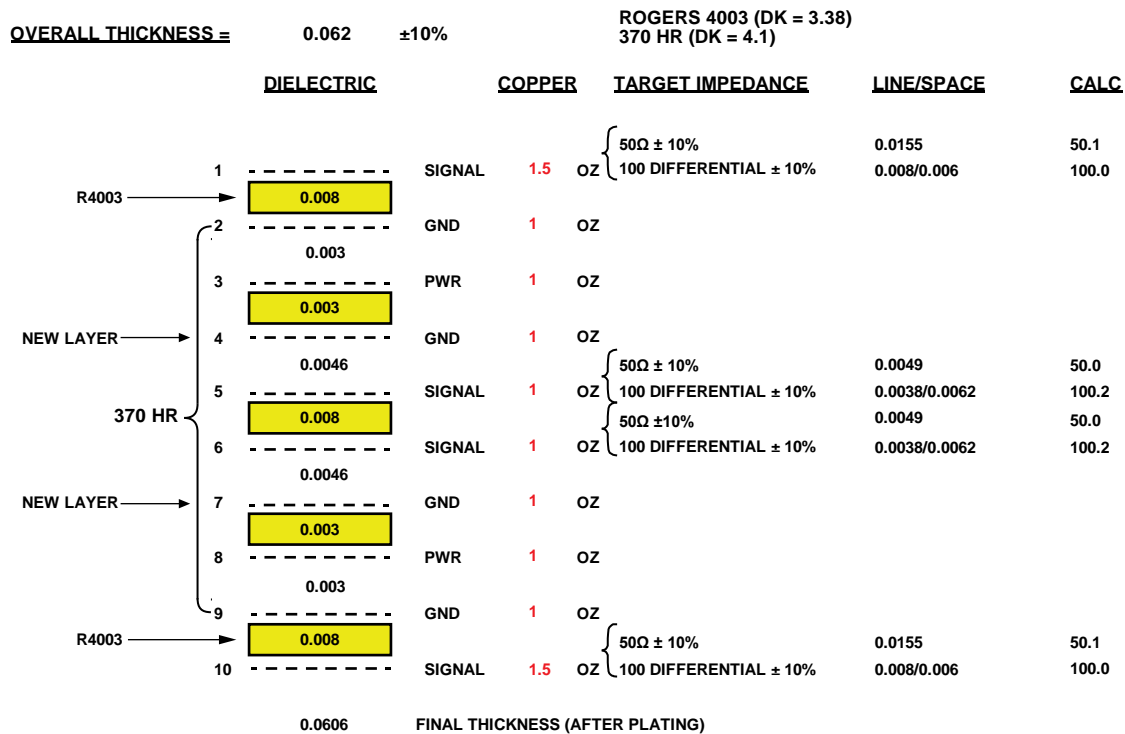 ROGERS 4003 (DK = 3.38)
OVERALL THICKNESS = 0.062 ±10% 370 HR (DK = 4.1)
DIELECTRIC COPPER TARGET IMPEDANCE LINE/SPACE CALC
50Ω ± 10% 0.0155 50.1
1 SIGNAL 1.5 OZ 100 DIFFERENTIAL ± 10% 0.008/0.006 100.0
R4003 0.008
2 GND 1 OZ
0.003
3 PWR 1 OZ
0.003
NEW LAYER 4 GND 1 OZ
0.0046 50Ω ± 10% 0.0049 50.0
5 SIGNAL 1 OZ 100 DIFFERENTIAL ± 10% 0.0038/0.0062 100.2
370 HR 0.008 50Ω ±10% 0.0049 50.0
6 SIGNAL 1 OZ 100 DIFFERENTIAL ± 10% 0.0038/0.0062 100.2
0.0046
NEW LAYER 7 GND 1 OZ
0.003
8 PWR 1 OZ
0.003
9 GND 1 OZ
R4003 0.008 50Ω ± 10% 0.0155 50.1
10 SIGNAL 1.5 OZ 100 DIFFERENTIAL ± 10% 0.008/0.006 100.0
0.0606 FINAL THICKNESS (AFTER PLATING)